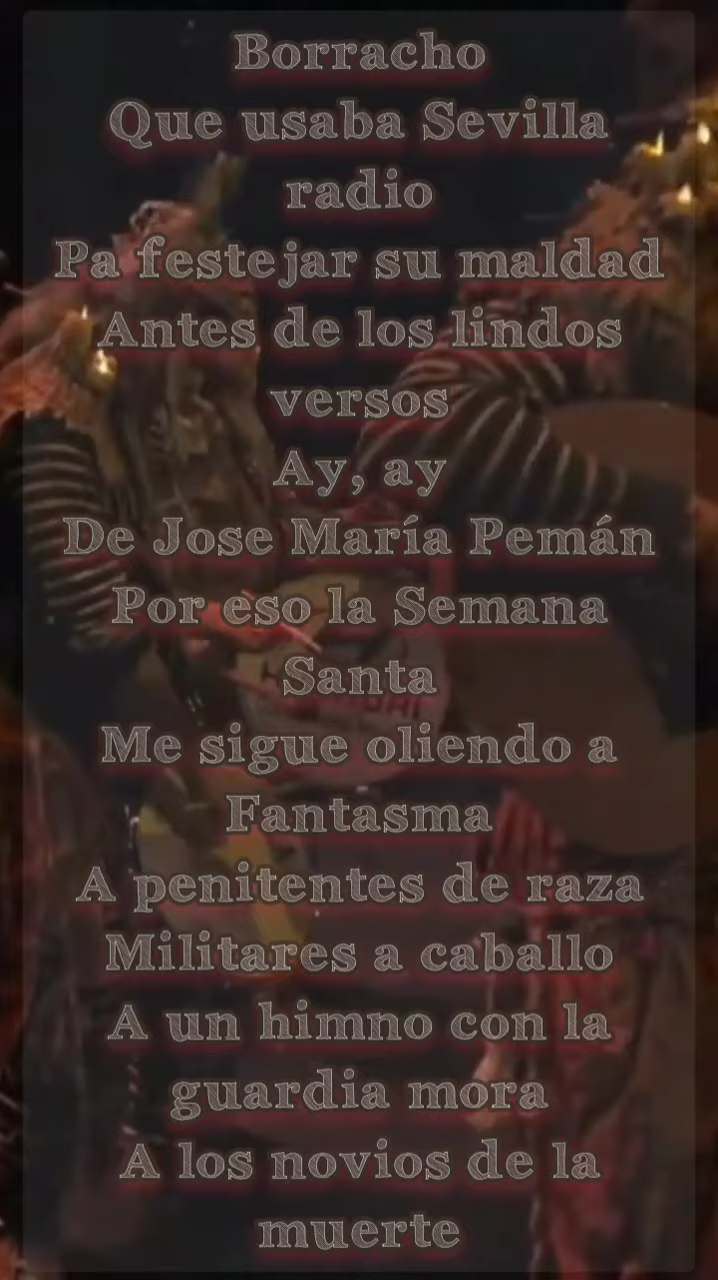 Borracho
Que usaba Sevilla
radio
Pa festejar su maldad
Antes de los lindos
versos
Ay, ay
De Jose María Pemán
Por eso la Semana
Santa
Me sigue oliendo a
Fantasma
A penitentes de raza
Militares a caballo
A un himno con la
guardia mora
A los novios de la
muerte